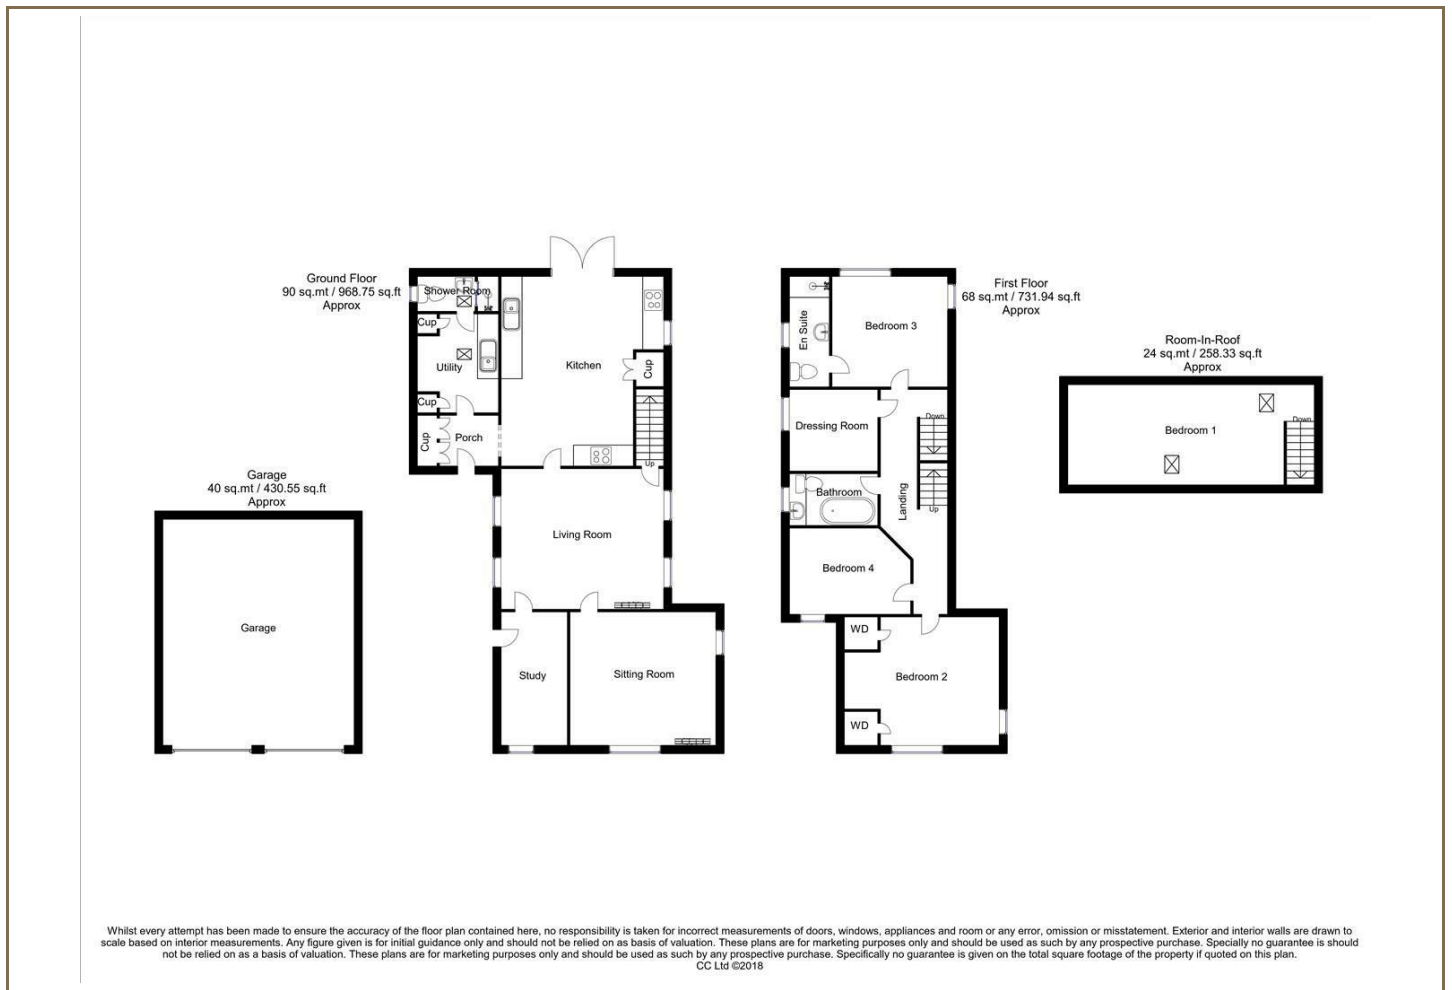 Ground Floor
90 sq.mt / 968.75 sq.ft
Approx
Shower Room
Cup
Utility
Cup
Cup
Porch
Kitchen
Cup
Up
Living Room
Study
Sitting Room
Garage
40 sq.mt / 430.55 sq.ft
Approx
Garage
First Floor
68 sq.mt / 731.94 sq.ft
Approx
En Suite
Bedroom 3
Dressing Room
Down
Bathroom
Landing
Up
Bedroom 4
WD
Bedroom 2
WD
Room-In-Roof
24 sq.mt / 258.33 sq.ft
Approx
Bedroom 1
Down
Whilst every attempt has been made to ensure the accuracy of the floor plan contained here, no responsibility is taken for incorrect measurements of doors, windows, appliances and room or any error, omission or misstatement. Exterior and interior walls are drawn to
scale based on interior measurements. Any figure given is for initial guidance only and should not be relied on as basis of valuation. These plans are for marketing purposes only and should be used as such by any prospective purchase. Specially no guarantee is should
not be relied on as a basis of valuation. These plans are for marketing purposes only and should be used as such by any prospective purchase. Specifically no guarantee is given on the total square footage of the property if quoted on this plan.
CC Ltd ©2018